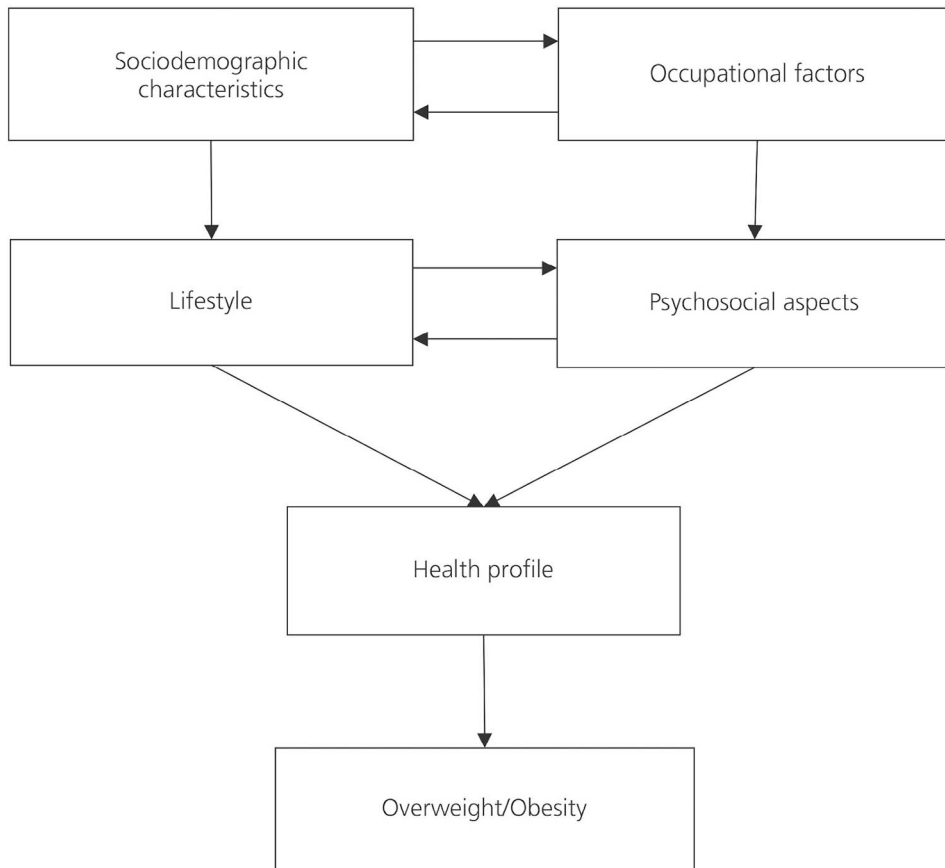 Sociodemographic
characteristics
Occupational factors
Lifestyle
Psychosocial aspects
Health profile
Overweight/Obesity